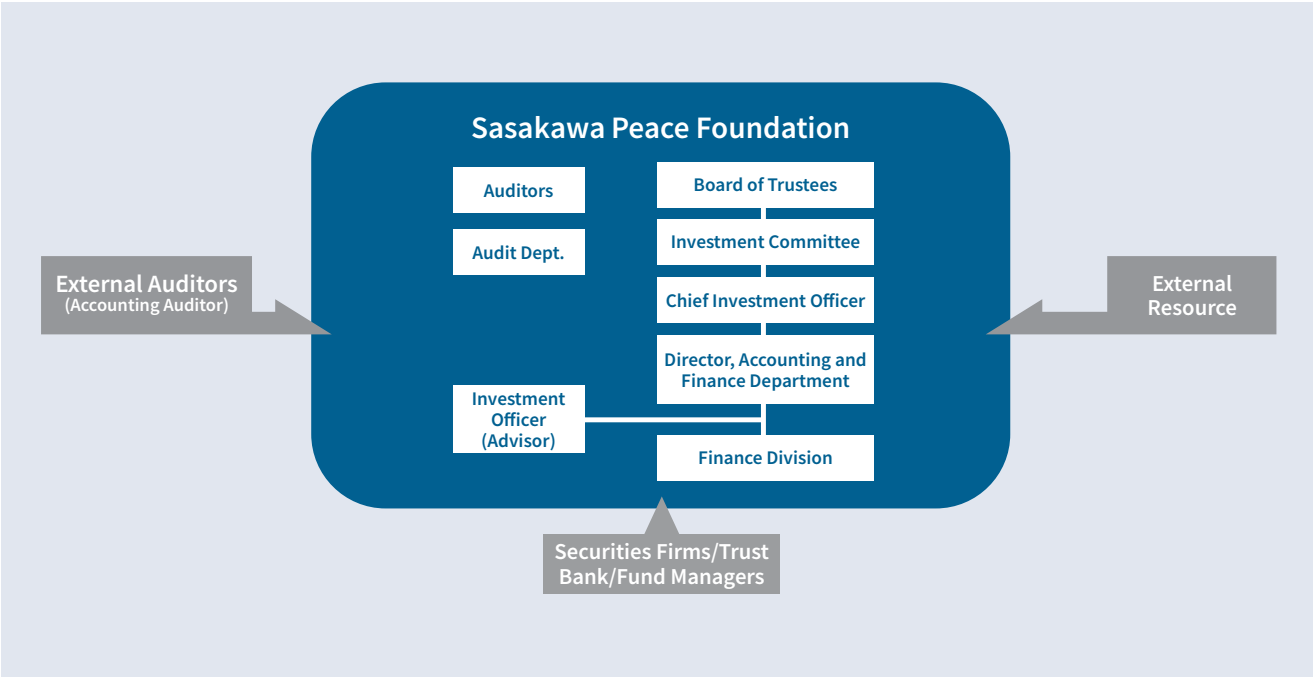 Sasakawa Peace Foundation
Auditors
Audit Dept.
Board of Trustees
Investment Committee
Chief Investment Officer
Director, Accounting and
Finance Department
Investment
Officer
(Advisor)
Finance Division
External Auditors
(Accounting Auditor)
External
Resource
Securities Firms/Trust
Bank/Fund Managers